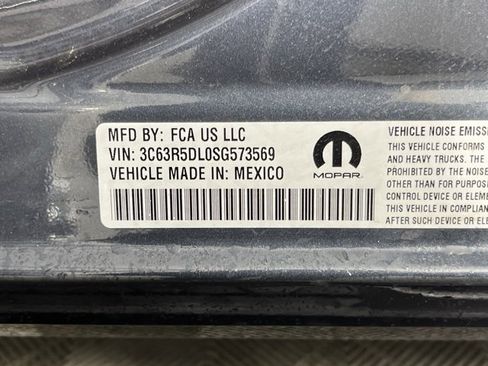 MFD BY: FCA US LLC
VIN: 3C63R5DL0SG573569
VEHICLE MADE IN: MEXICO
MOPAR
VEHICLE NOISE EMISS
THIS VEHICLE CONFORMS
AND HEAVY TRUCKS. THE
PROHIBITED BY THE NOISE
OTHER THAN FOR PURPOSE
CONTROL DEVICE OR ELEME
THIS VEHICLE IN COMPLIAN
AFTER SUCH DEVICE OR ELE